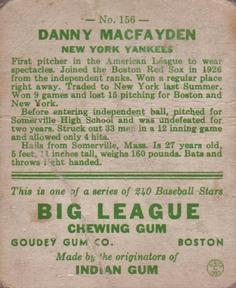 — No. 156 —
DANNY MACFAYDEN
NEW YORK YANKEES
First pitcher in the American League to wear
spectacles. Joined the Boston Red Sox in 1926
from the independent ranks. Won a regular place
right away. Traded to New York last Summer.
Won 9 games and lost 15 pitching for Boston and
New York.
Before entering independent ball, pitched for
Somerville High School and was undefeated for
two years. Struck out 33 men in a 12 inning game
and allowed only 4 hits.
Hails from Somerville, Mass. Is 27 years old,
5 feet, 11 inches tall, weighs 160 pounds. Bats and
throws right handed.
This is one of a series of 240 Baseball Stars
BIG LEAGUE
CHEWING GUM
GOUDEY GUM CO. BOSTON
Made by the originators of
INDIAN GUM